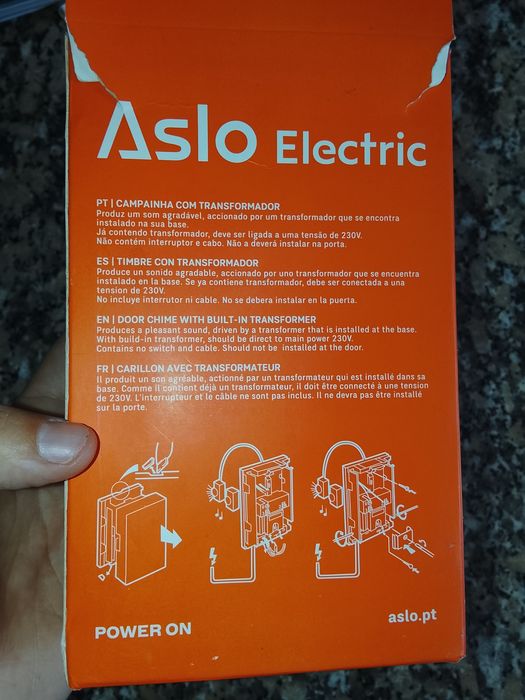 Aslo Electric
PT | CAMPAINHA COM TRANSFORMADOR
Produz um som agradável, accionado por um transformador que se encontra
instalado na sua base.
Já contendo transformador, deve ser ligada a uma tensão de 230V.
Não contém interruptor e cabo. Não a deverá instalar na porta.
ES | TIMBRE CON TRANSFORMADOR
Produce un sonido agradable, accionado por uno transformador que se encuentra
instalado en la base. Se ya contiene transformador, debe ser conectada a una
tension de 230V.
No incluye interrutor ni cable. No se debera instalar en la puerta.
EN | DOOR CHIME WITH BUILT-IN TRANSFORMER
Produces a pleasant sound, driven by a transformer that is installed at the base.
With build-in transformer, should be direct to main power 230V.
Contains no switch and cable. Should not be installed at the door.
FR | CARILLON AVEC TRANSFORMATEUR
Il produit un son agréable, actionné par un transformateur qui est installé dans sa
base. Comme il contient déjà un transformateur, il doit être connecté à une tension
de 230V. L'interrupteur et le câble ne sont pas inclus. Il ne devra pas être installé
sur la porte.
POWER ON
aslo.pt